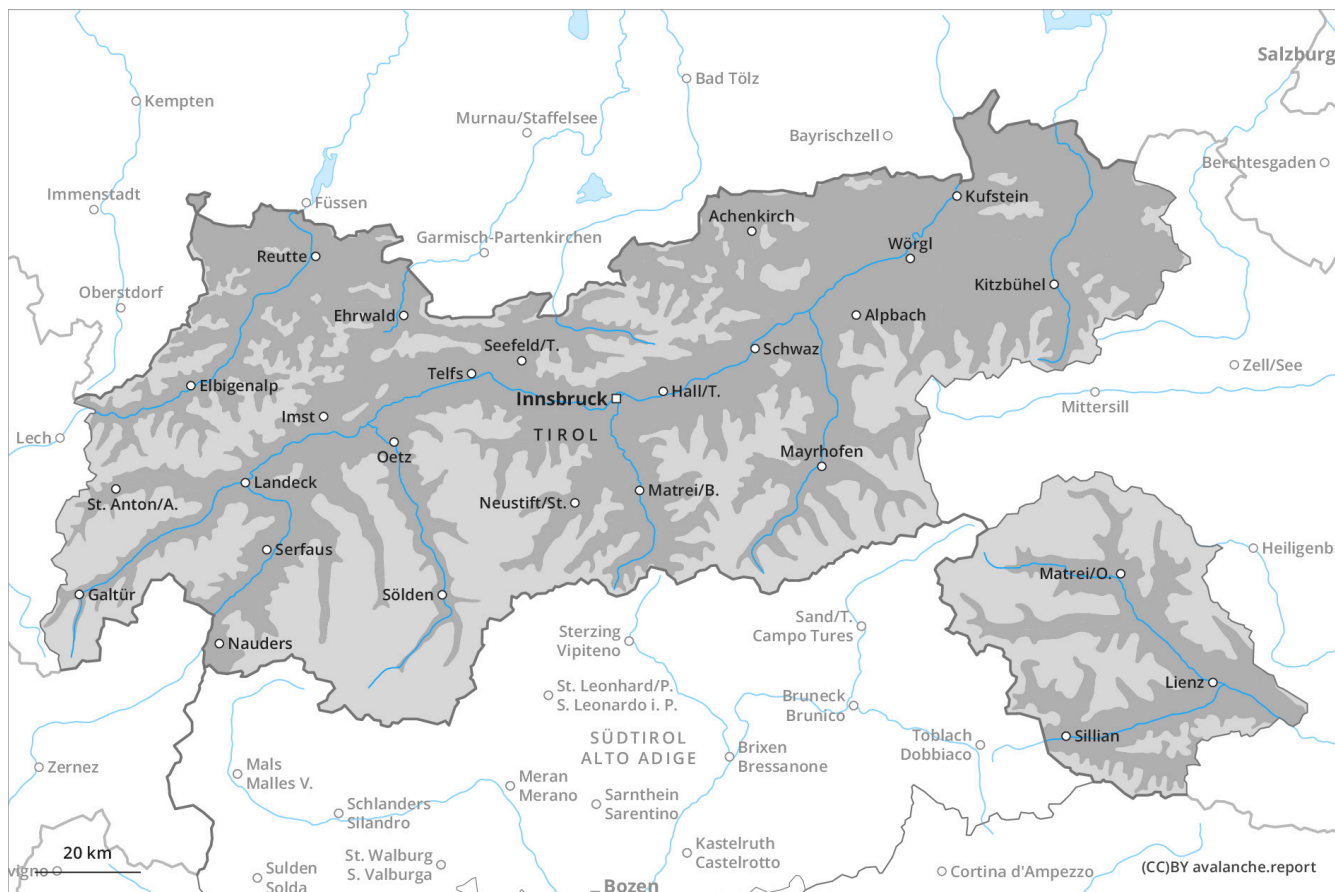 Salzburg
Bad Tölz
Kempten
Murnau/Staffelsee
Bayrischzell
Berchtesgaden
Immenstadt
Füssen
Kufstein
Achenkirch
Garmisch-Partenkirchen
Wörgl
Reutte
Kitzbühel
Oberstdorf
Ehrwald
Alpbach
Seefeld/T.
Schwaz
Zell/See
Telfs
Elbigenalp
Hall/T.
Innsbruck
Mittersill
Imst
TIROL
Lech
Oetz
Mayrhofen
Landeck
Matrei/B.
St. Anton/A.
Neustift/St.
Serfaus
Heiligenb
Matrei/O.
Galtür
Sölden
Sand/T.
Campo Tures
Sterzing
Vipiteno
Nauders
Lienz
St. Leonhard/P.
S. Leonardo i. P.
Bruneck
Brunico
Sillian
SÜDTIROL
ALTO ADIGE
Toblach
Dobbiaco
Brixen
Bressanone
Zernez
Mals
Malles V.
Meran
Merano
Sarnthein
Sarentino
Schlanders
Silandro
Kastelruth
Castelrotto
20 km
St. Walburg
S. Valburga
vigno
Sulden
Solda
Cortina d'Ampezzo
(CC)BY avalanche.report
Bozen